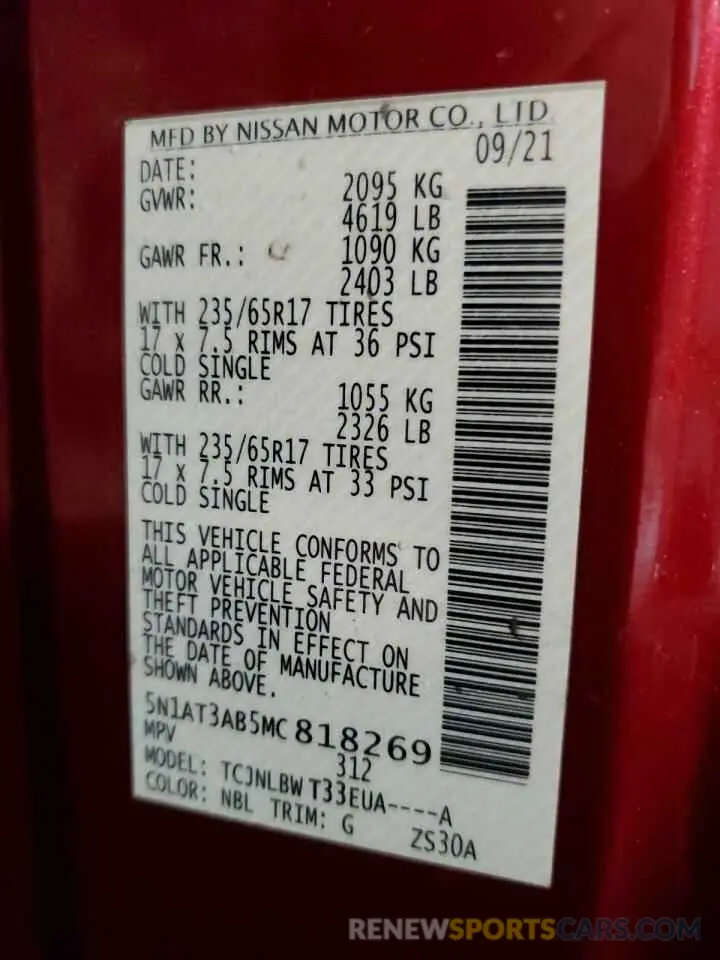 MFD BY NISSAN MOTOR CO., LTD.
DATE: 09/21
GVWR: 2095 KG
4619 LB
GAWR FR.: 1090 KG
2403 LB
WITH 235/65R17 TIRES
17 x 7.5 RIMS AT 36 PSI
COLD SINGLE
GAWR RR.: 1055 KG
2326 LB
WITH 235/65R17 TIRES
17 x 7.5 RIMS AT 33 PSI
COLD SINGLE
THIS VEHICLE CONFORMS TO
ALL APPLICABLE FEDERAL
MOTOR VEHICLE SAFETY AND
THEFT PREVENTION
STANDARDS IN EFFECT ON
THE DATE OF MANUFACTURE
SHOWN ABOVE.
5N1AT3AB5MC 818269
MPV 312
MODEL: TCJNLBW T33EUA----A
COLOR: NBL TRIM: G ZS30A
RENEWSPORTSCARS.COM